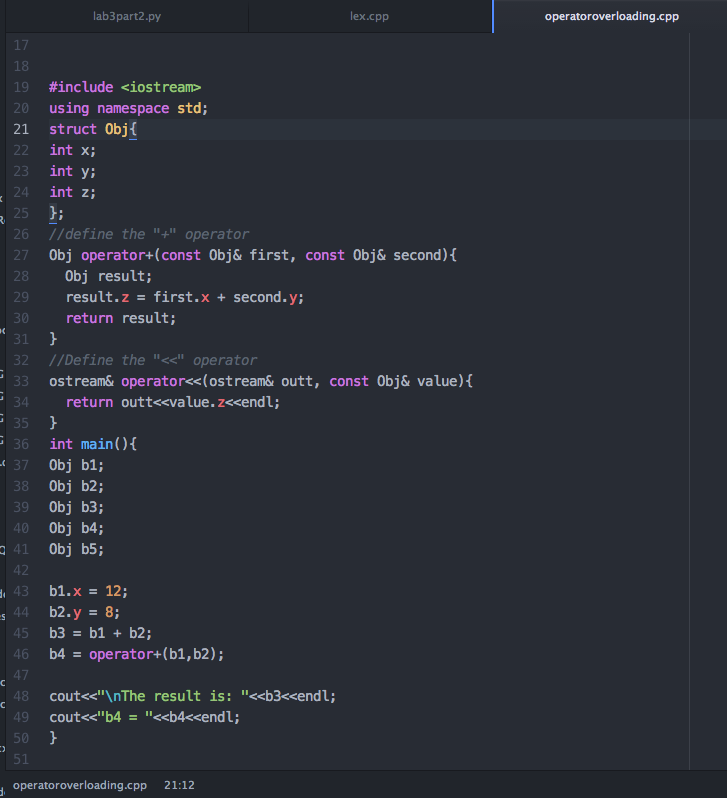 lab3part2.py lex.cpp operatoroverloading.cpp
17
18
19 #include <iostream>
20 using namespace std;
21 struct Obj{
22 int x;
23 int y;
24 int z;
25 };
26 //define the "+" operator
27 Obj operator+(const Obj& first, const Obj& second){
28   Obj result;
29   result.z = first.x + second.y;
30   return result;
31 }
32 //Define the "<<" operator
33 ostream& operator<<(ostream& outt, const Obj& value){
34   return outt<<value.z<<endl;
35 }
36 int main(){
37 Obj b1;
38 Obj b2;
39 Obj b3;
40 Obj b4;
41 Obj b5;
42
43 b1.x = 12;
44 b2.y = 8;
45 b3 = b1 + b2;
46 b4 = operator+(b1,b2);
47
48 cout<<"\nThe result is: "<<b3<<endl;
49 cout<<"b4 = "<<b4<<endl;
50 }
51
operatoroverloading.cpp 21:12